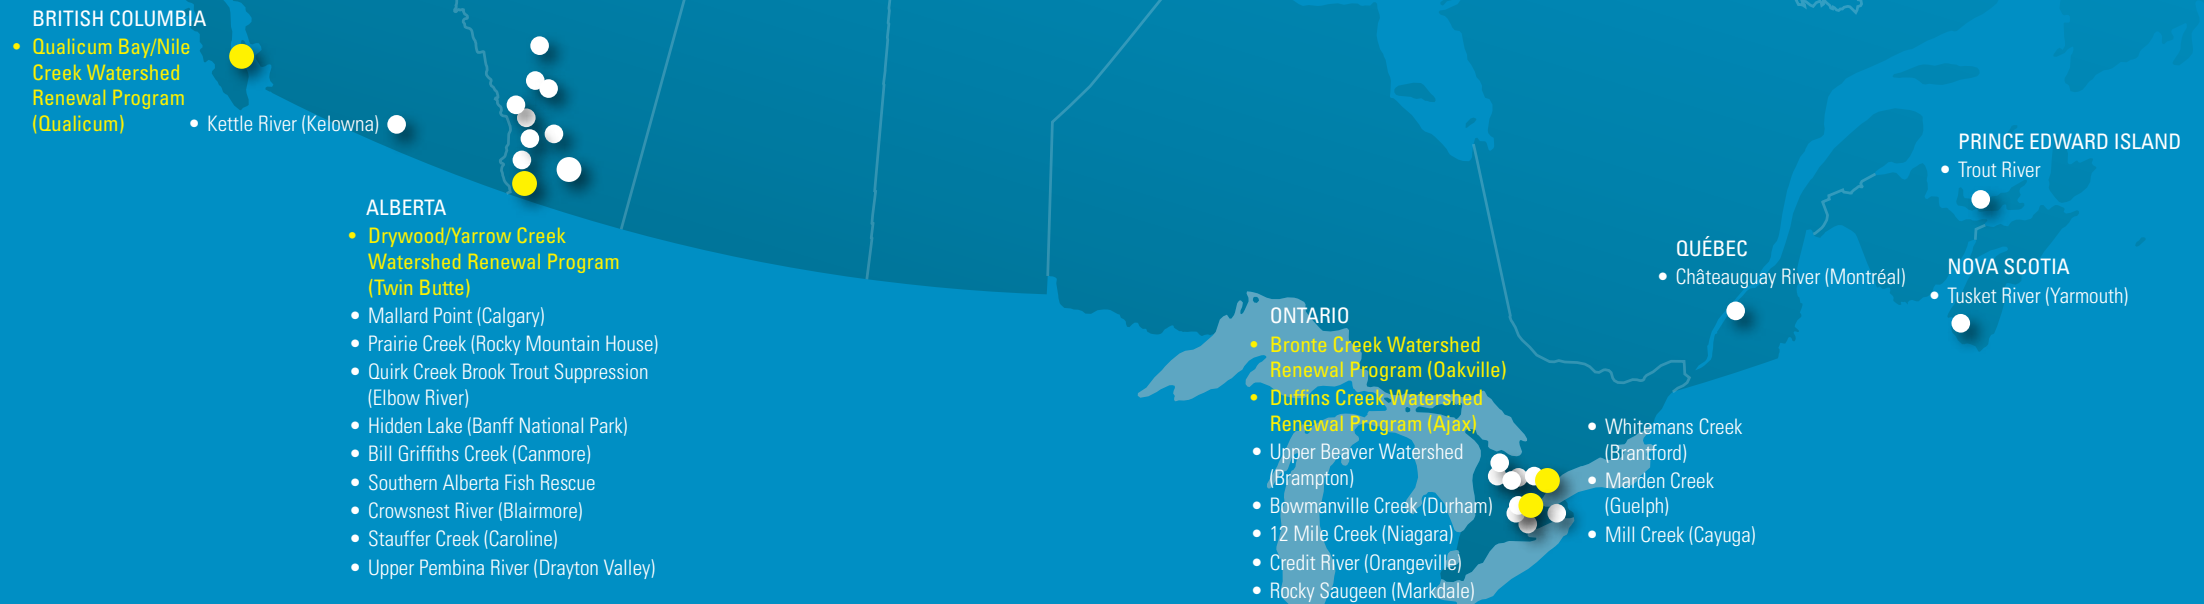 BRITISH COLUMBIA
• Qualicum Bay/Nile
Creek Watershed
Renewal Program
(Qualicum)
• Kettle River (Kelowna)
ALBERTA
• Drywood/Yarrow Creek
Watershed Renewal Program
(Twin Butte)
• Mallard Point (Calgary)
• Prairie Creek (Rocky Mountain House)
• Quirk Creek Brook Trout Suppression
(Elbow River)
• Hidden Lake (Banff National Park)
• Bill Griffiths Creek (Canmore)
• Southern Alberta Fish Rescue
• Crowsnest River (Blairmore)
• Stauffer Creek (Caroline)
• Upper Pembina River (Drayton Valley)
ONTARIO
• Bronte Creek Watershed
Renewal Program (Oakville)
• Duffins Creek Watershed
Renewal Program (Ajax)
• Upper Beaver Watershed
(Brampton)
• Bowmanville Creek (Durham)
• 12 Mile Creek (Niagara)
• Credit River (Orangeville)
• Rocky Saugeen (Markdale)
• Whitemans Creek
(Brantford)
• Marden Creek
(Guelph)
• Mill Creek (Cayuga)
QUÉBEC
• Châteauguay River (Montréal)
PRINCE EDWARD ISLAND
• Trout River
NOVA SCOTIA
• Tusket River (Yarmouth)